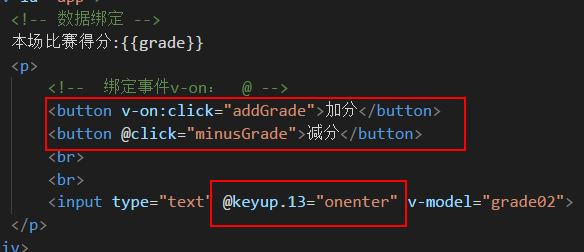 <!-- 数据绑定 -->
本场比赛得分:{{grade}}
<p>
<!-- 绑定事件v-on： @ -->
<button v-on:click="addGrade">加分</button>
<button @click="minusGrade">减分</button>
<br>
<br>
<input type="text" @keyup.13="onenter" v-model="grade02">
</p>